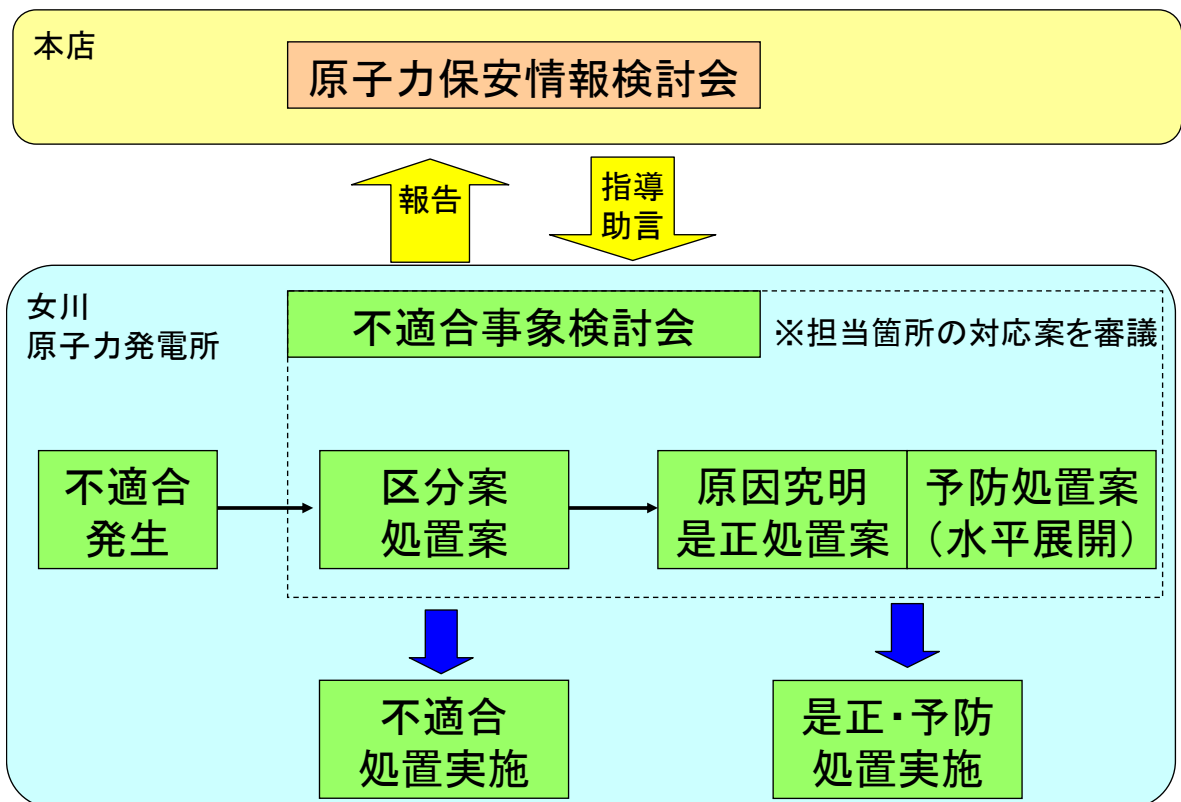 本店
原子力保安情報検討会
報告
指導
助言
女川
原子力発電所
不適合事象検討会
※担当箇所の対応案を審議
不適合
発生
区分案
処置案
原因究明
是正処置案
予防処置案
（水平展開）
不適合
処置実施
是正・予防
処置実施